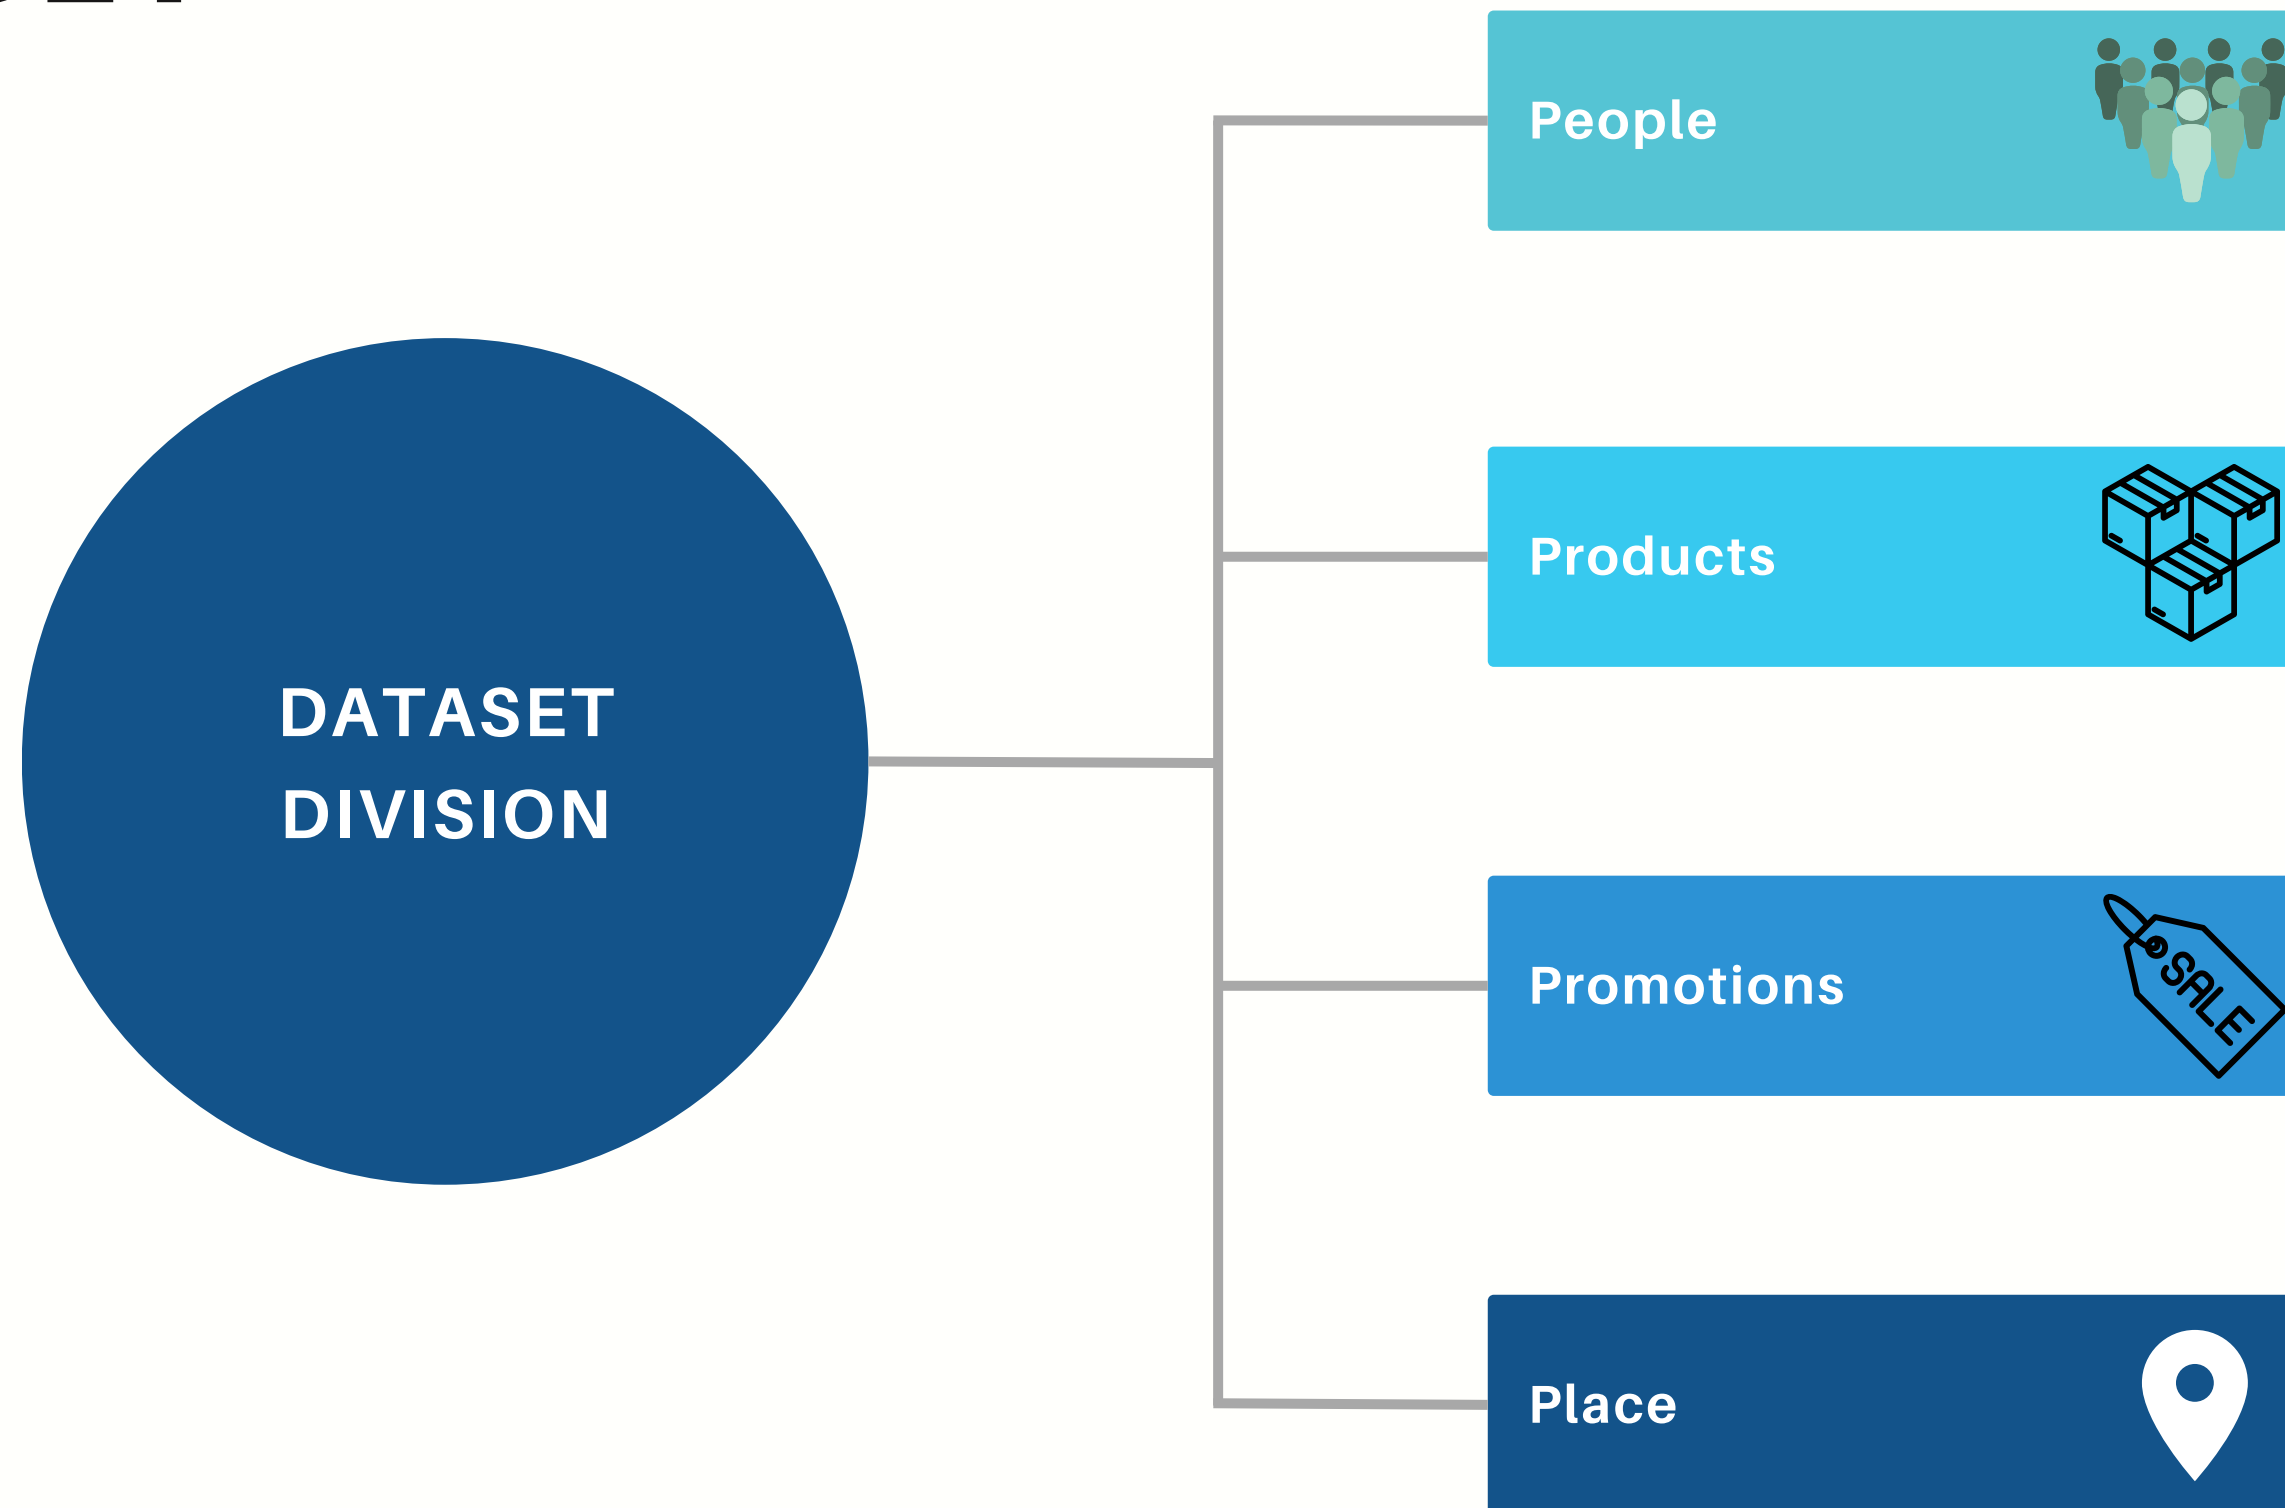 DATASET
DIVISION
People
Products
Promotions
SALE
Place